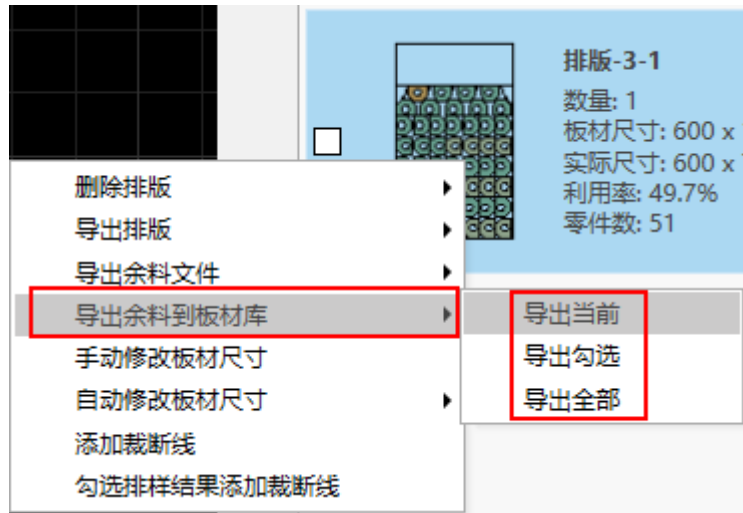 排版-3-1
数量: 1
板材尺寸: 600 x
实际尺寸: 600 x
利用率: 49.7%
零件数: 51
删除排版
导出排版
导出余料文件
导出余料到板材库
手动修改板材尺寸
自动修改板材尺寸
添加裁断线
勾选排样结果添加裁断线
导出当前
导出勾选
导出全部